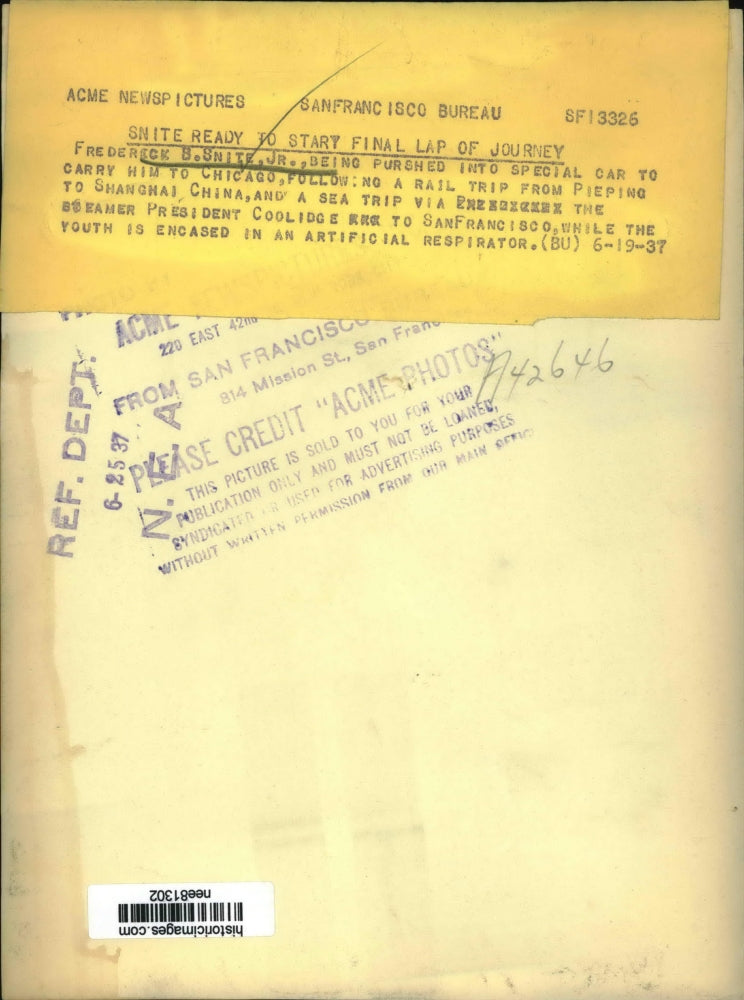 ACME NEWSPICTURES SANFRANCISCO BUREAU SF13326
SNITE READY TO START FINAL LAP OF JOURNEY
FREDERICK B.SNITE,JR.,BEING PURSHED INTO SPECIAL CAR TO
CARRY HIM TO CHICAGO,FOLLOWING A RAIL TRIP FROM PIEPING
TO SHANGHAI CHINA,AND A SEA TRIP VIA THE
STEAMER PRESIDENT COOLIDGE TO SANFRANCISCO,WHILE THE
YOUTH IS ENCASED IN AN ARTIFICIAL RESPIRATOR.(BU) 6-19-37
ACME
220 EAST 42nd
FROM SAN FRANCISCO
814 Mission St., San Fran
PLEASE CREDIT "ACME-PHOTOS"
THIS PICTURE IS SOLD TO YOU FOR YOUR
PUBLICATION ONLY AND MUST NOT BE LOANED,
SYNDICATED OR USED FOR ADVERTISING PURPOSES
WITHOUT WRITTEN PERMISSION FROM OUR MAIN OFFICE
A42646
REF. DEPT.
6-25 37
N. E. A.
historicimages.com
nee81302